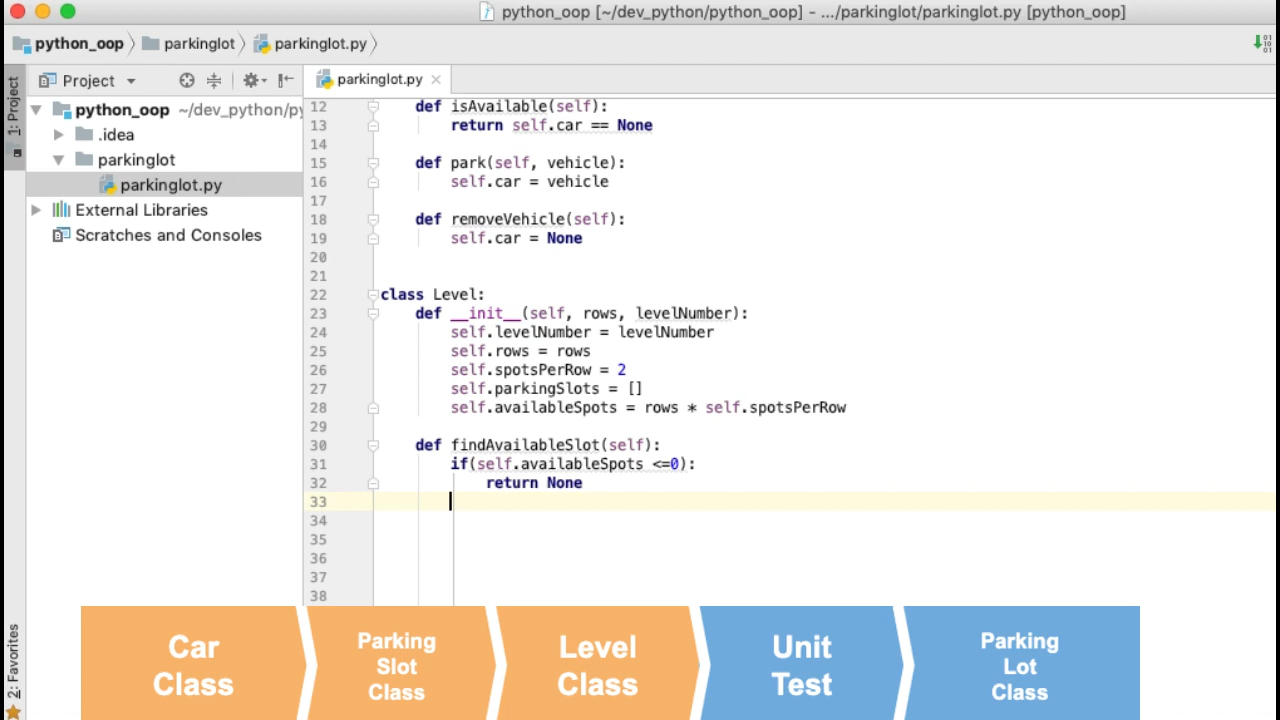 python_oop [~/dev_python/python_oop] - .../parkinglot/parkinglot.py [python_oop]
python_oop parkinglot parkinglot.py
1: Project
Project
parkinglot.py
python_oop ~/dev_python/py
.idea
parkinglot
parkinglot.py
External Libraries
Scratches and Consoles
12 def isAvailable(self):
13 return self.car == None
14
15 def park(self, vehicle):
16 self.car = vehicle
17
18 def removeVehicle(self):
19 self.car = None
20
21
22 class Level:
23 def __init__(self, rows, levelNumber):
24 self.levelNumber = levelNumber
25 self.rows = rows
26 self.spotsPerRow = 2
27 self.parkingSlots = []
28 self.availableSpots = rows * self.spotsPerRow
29
30 def findAvailableSlot(self):
31 if(self.availableSpots <=0):
32 return None
33
34
35
36
37
38
2: Favorites
Car
Class
Parking
Slot
Class
Level
Class
Unit
Test
Parking
Lot
Class